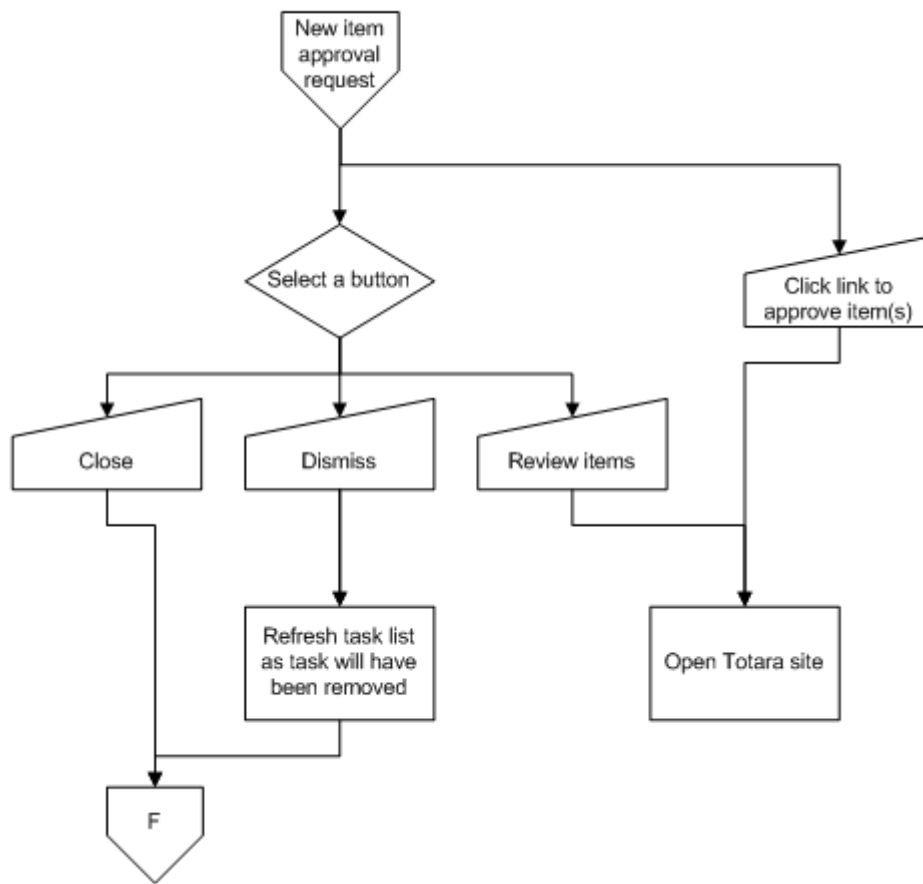 New item
approval
request
Select a button
Click link to
approve item(s)
Close
Dismiss
Review items
Refresh task list
as task will have
been removed
Open Totara site
F